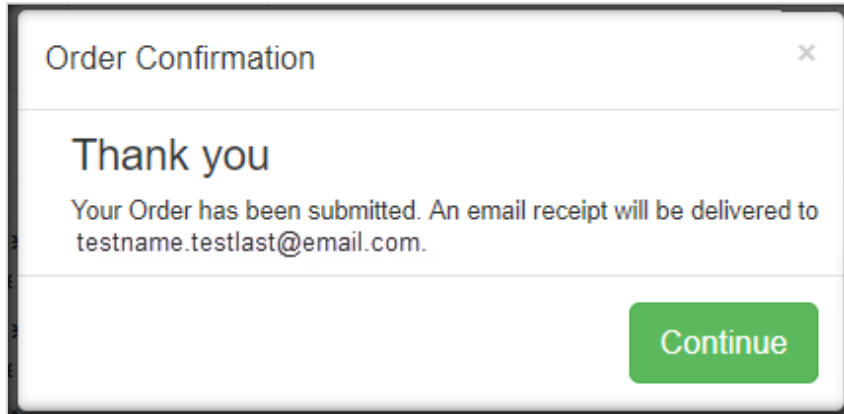 Order Confirmation ×
Thank you
Your Order has been submitted. An email receipt will be delivered to
testname.testlast@email.com.
Continue